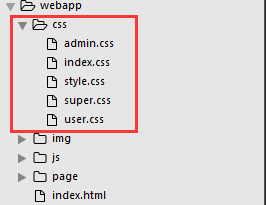 webapp
css
admin.css
index.css
style.css
super.css
user.css
img
js
page
index.html